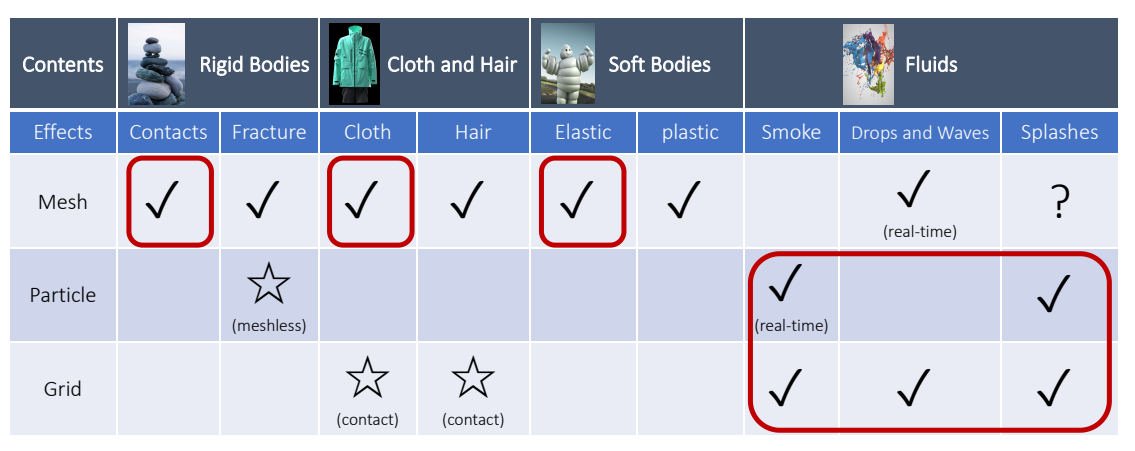 Contents Rigid Bodies Cloth and Hair Soft Bodies Fluids
Effects Contacts Fracture Cloth Hair Elastic plastic Smoke Drops and Waves Splashes
Mesh ✓ ✓ ✓ ✓ ✓ ✓ ✓ ?
(real-time)
Particle ☆ ✓ ✓
(meshless) (real-time)
Grid ☆ ☆ ✓ ✓ ✓
(contact) (contact)